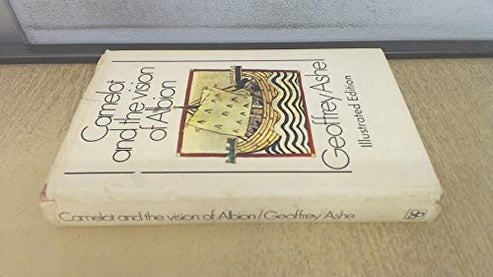 Camelot
and the vision
of Albion
Geoffrey Ashe
Illustrated Edition
Camelot and the vision of Albion/Geoffrey Ashe